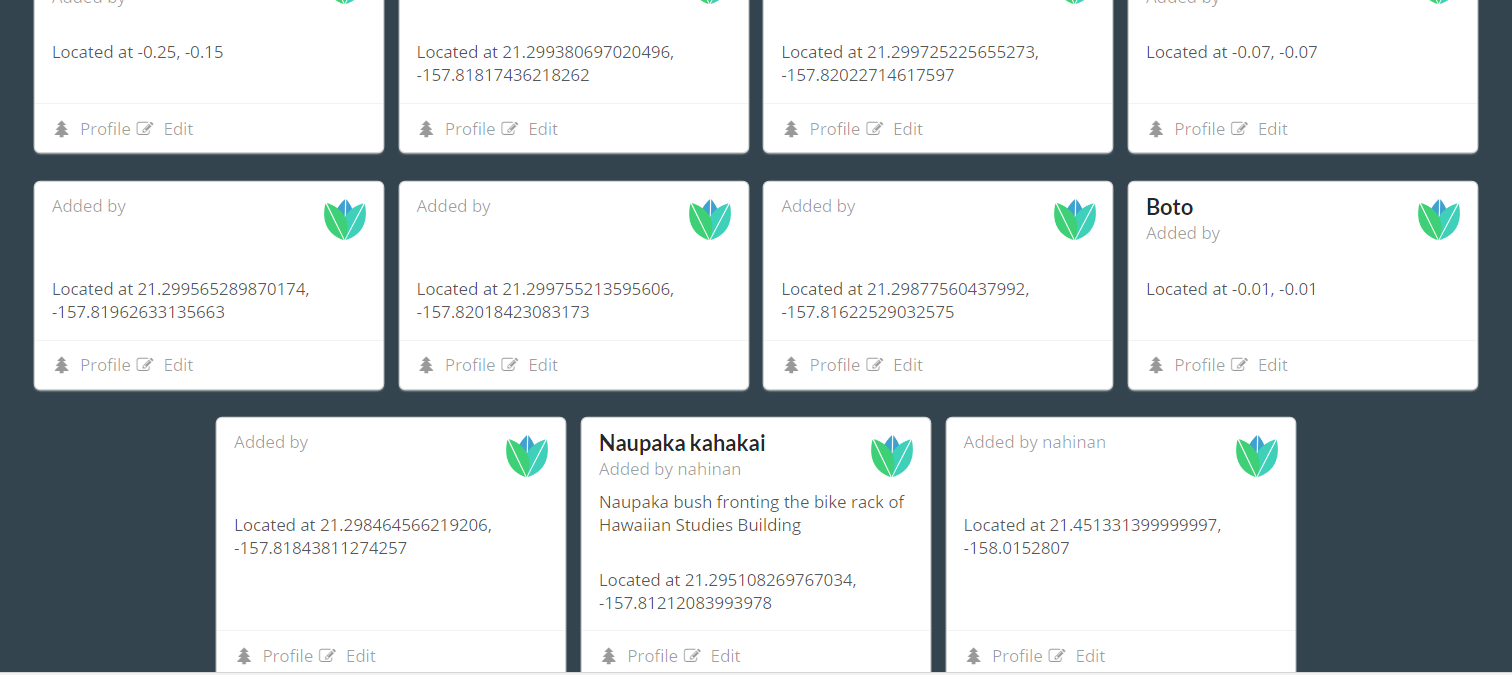 Added by
Added by
Located at -0.25, -0.15
Located at 21.299380697020496,
-157.81817436218262
Located at 21.299725225655273,
-157.82022714617597
Located at -0.07, -0.07
Profile Edit
Profile Edit
Profile Edit
Profile Edit
Added by
Located at 21.299565289870174,
-157.81962633135663
Profile Edit
Added by
Located at 21.299755213595606,
-157.82018423083173
Profile Edit
Added by
Located at 21.29877560437992,
-157.81622529032575
Profile Edit
Boto
Added by
Located at -0.01, -0.01
Profile Edit
Added by
Located at 21.298464566219206,
-157.81843811274257
Profile Edit
Naupaka kahakai
Added by nahinan
Naupaka bush fronting the bike rack of
Hawaiian Studies Building
Located at 21.295108269767034,
-157.81212083993978
Profile Edit
Added by nahinan
Located at 21.451331399999997,
-158.0152807
Profile Edit